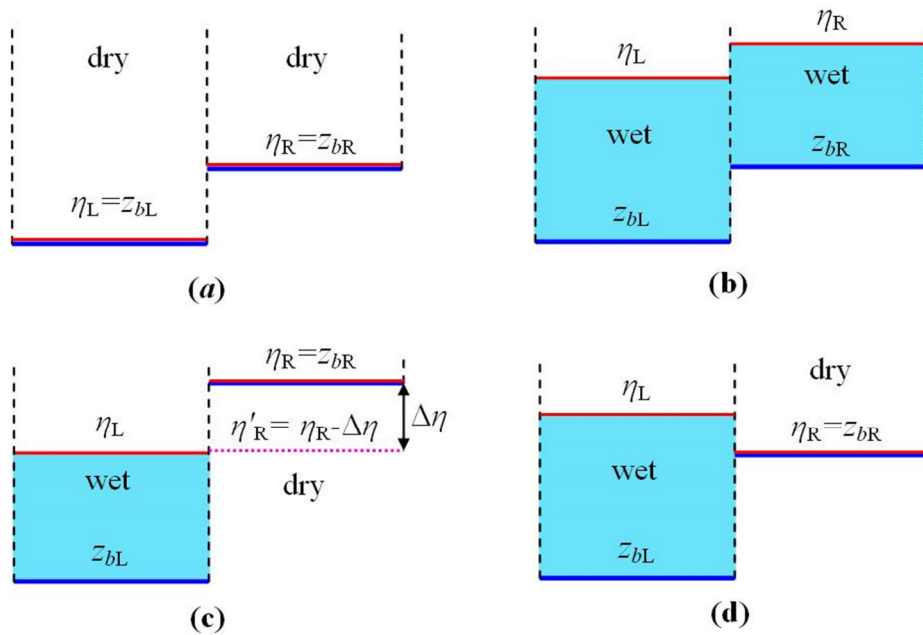 dry
dry
η_R=z_bR
η_L=z_bL
(a)
η_L
η_R
wet
wet
z_bR
z_bL
(b)
η_R=z_bR
η_L
η'_R= η_R-Δη
Δη
wet
dry
z_bL
(c)
dry
η_L
η_R=z_bR
wet
z_bL
(d)